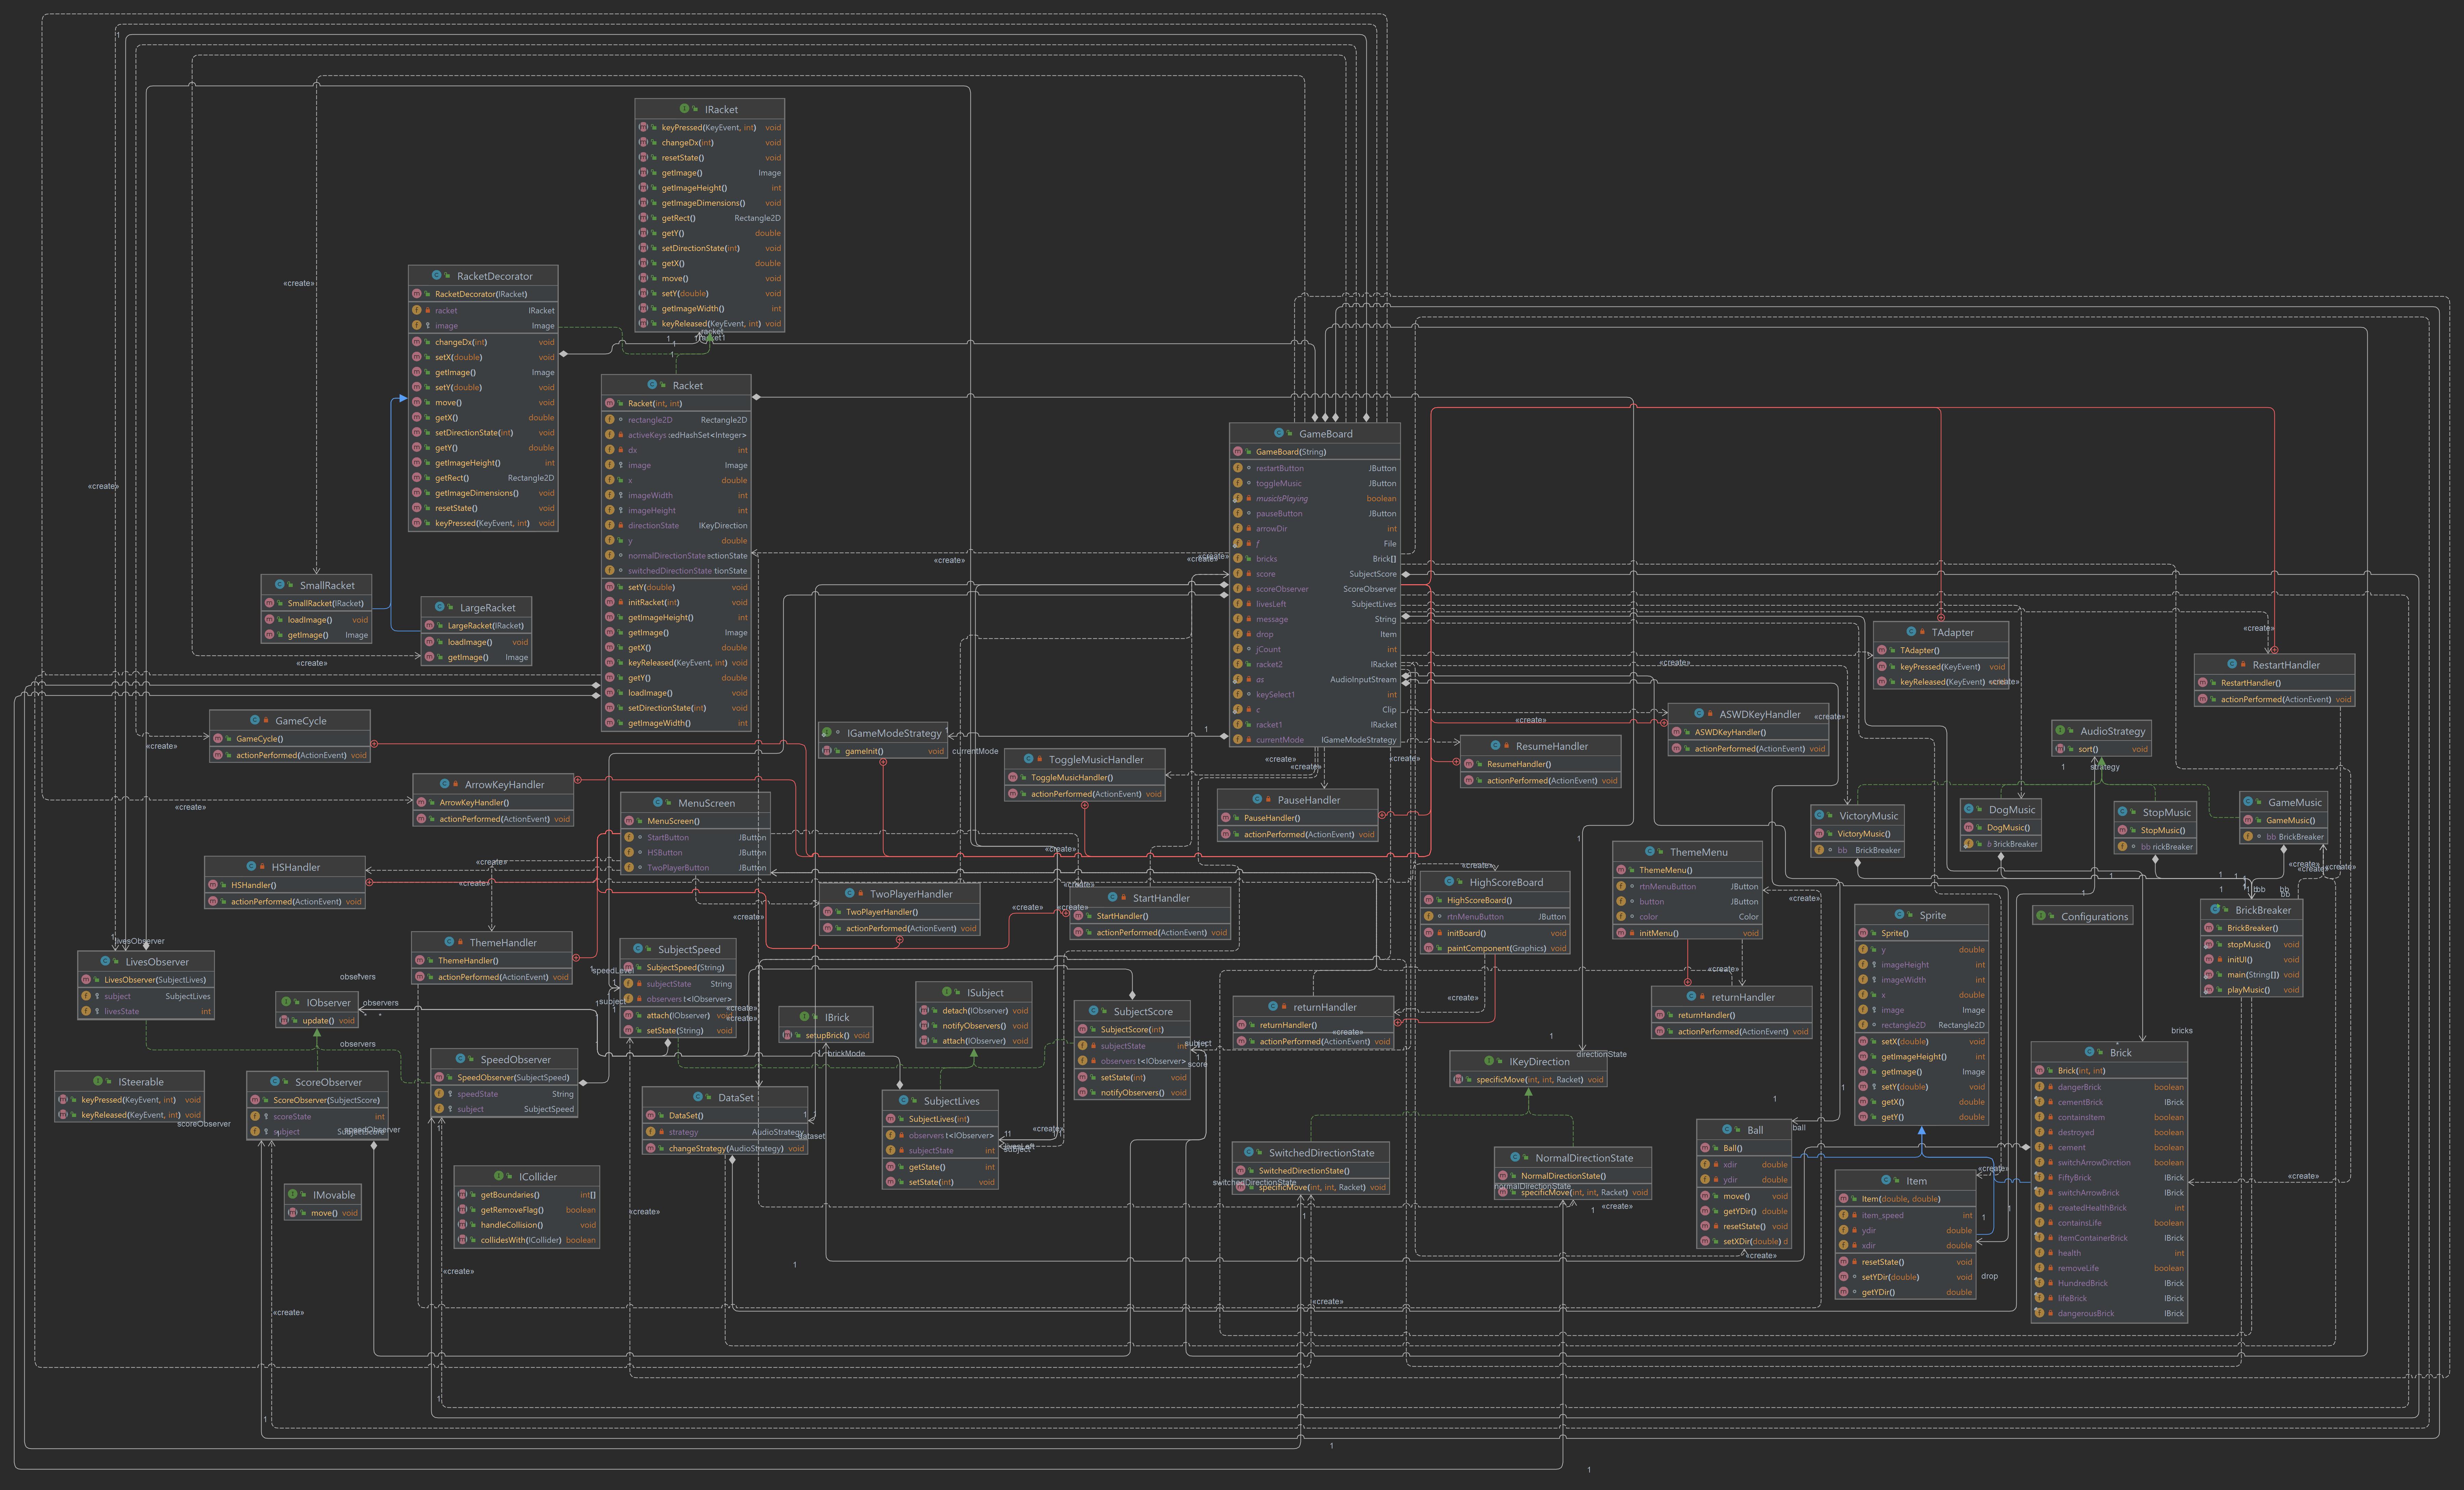 IRacket
keyPressed(KeyEvent, int) void
changeDx(int) void
resetState() void
getImage() Image
getImageHeight() int
getImageDimensions() void
getRect() Rectangle2D
getY() double
setDirectionState(int) void
getX() double
move() void
setY(double) void
getImageWidth() int
keyReleased(KeyEvent, int) void
RacketDecorator
RacketDecorator(IRacket)
racket IRacket
image Image
changeDx(int) void
setX(double) void
getImage() Image
setY(double) void
move() void
getX() double
setDirectionState(int) void
getY() double
getImageHeight() int
getRect() Rectangle2D
getImageDimensions() void
resetState() void
keyPressed(KeyEvent, int) void
Racket
Racket(int, int)
rectangle2D Rectangle2D
activeKeys edHashSet<Integer>
dx int
image Image
x double
imageWidth int
imageHeight int
directionState IKeyDirection
y double
normalDirectionState ectionState
switchedDirectionState tionState
setY(double) void
initRacket(int) void
getImageHeight() int
getImage() Image
getX() double
keyReleased(KeyEvent, int) void
getY() double
loadImage() void
setDirectionState(int) void
getImageWidth() int
GameBoard
GameBoard(String)
restartButton JButton
toggleMusic JButton
musicIsPlaying boolean
pauseButton JButton
arrowDir int
f File
bricks Brick[]
score SubjectScore
scoreObserver ScoreObserver
livesLeft SubjectLives
message String
drop Item
jCount int
racket2 IRacket
as AudioInputStream
keySelect1 int
c Clip
racket1 IRacket
currentMode IGameModeStrategy
SmallRacket
SmallRacket(IRacket)
loadImage() void
getImage() Image
LargeRacket
LargeRacket(IRacket)
loadImage() void
getImage() Image
TAdapter
TAdapter()
keyPressed(KeyEvent) void
keyReleased(KeyEvent)
RestartHandler
RestartHandler()
actionPerformed(ActionEvent) void
GameCycle
GameCycle()
actionPerformed(ActionEvent) void
IGameModeStrategy
gameInit() void
currentMode
ASWDKeyHandler
ASWDKeyHandler()
actionPerformed(ActionEvent) void
AudioStrategy
sort() void
strategy
ToggleMusicHandler
ToggleMusicHandler()
actionPerformed(ActionEvent) void
ResumeHandler
ResumeHandler()
actionPerformed(ActionEvent) void
ArrowKeyHandler
ArrowKeyHandler()
actionPerformed(ActionEvent) void
MenuScreen
MenuScreen()
StartButton JButton
HSButton JButton
TwoPlayerButton JButton
PauseHandler
PauseHandler()
actionPerformed(ActionEvent) void
VictoryMusic
VictoryMusic()
bb BrickBreaker
DogMusic
DogMusic()
b BrickBreaker
StopMusic
StopMusic()
bb rickBreaker
GameMusic
GameMusic()
bb BrickBreaker
HSHandler
HSHandler()
actionPerformed(ActionEvent) void
TwoPlayerHandler
TwoPlayerHandler()
actionPerformed(ActionEvent) void
StartHandler
StartHandler()
actionPerformed(ActionEvent) void
HighScoreBoard
HighScoreBoard()
rtnMenuButton JButton
initBoard() void
paintComponent(Graphics) void
ThemeMenu
ThemeMenu()
rtnMenuButton JButton
button JButton
color Color
initMenu() void
Sprite
Sprite()
y double
imageHeight int
imageWidth int
x double
image Image
rectangle2D Rectangle2D
setX(double) void
getImageHeight() int
getImage() Image
setY(double) void
getX() double
getY() double
Configurations
BrickBreaker
BrickBreaker()
stopMusic() void
initUI() void
main(String[]) void
playMusic() void
ThemeHandler
ThemeHandler()
actionPerformed(ActionEvent) void
livesObserver
LivesObserver
LivesObserver(SubjectLives)
subject SubjectLives
livesState int
SubjectSpeed
SubjectSpeed(String)
subjectState String
observers t<IObserver>
attach(IObserver) void
setState(String) void
IObserver
update() void
observers
observers
observers
IBrick
setupBrick() void
brickMode
ISubject
detach(IObserver) void
notifyObservers() void
attach(IObserver) void
SubjectScore
SubjectScore(int)
subjectState int
observers t<IObserver>
setState(int) void
notifyObservers() void
subject
score
returnHandler
returnHandler()
actionPerformed(ActionEvent) void
returnHandler
returnHandler()
actionPerformed(ActionEvent) void
bricks
Brick
Brick(int, int)
dangerBrick boolean
cementBrick IBrick
containsItem boolean
destroyed boolean
cement boolean
switchArrowDirction boolean
FiftyBrick IBrick
switchArrowBrick IBrick
createdHealthBrick int
containsLife boolean
itemContainerBrick IBrick
health int
removeLife boolean
HundredBrick IBrick
lifeBrick IBrick
dangerousBrick IBrick
IKeyDirection
specificMove(int, int, Racket) void
directionState
ISteerable
keyPressed(KeyEvent, int) void
keyReleased(KeyEvent, int) void
scoreObserver
ScoreObserver
ScoreObserver(SubjectScore)
scoreState int
subject SubjectScore
speedObserver
SpeedObserver
SpeedObserver(SubjectSpeed)
speedState String
subject SubjectSpeed
DataSet
DataSet()
strategy AudioStrategy
changeStrategy(AudioStrategy) void
dataset
SubjectLives
SubjectLives(int)
observers t<IObserver>
subjectState int
getState() int
setState(int) void
livesLeft
subject
SwitchedDirectionState
SwitchedDirectionState()
specificMove(int, int, Racket) void
switchedDirectionState
NormalDirectionState
NormalDirectionState()
specificMove(int, int, Racket) void
normalDirectionState
Ball
Ball()
xdir double
ydir double
move() void
getYDir() double
resetState() void
setXDir(double) d
ball
Item
Item(double, double)
item_speed int
ydir double
xdir double
resetState() void
setYDir(double) void
getYDir() double
drop
IMovable
move() void
ICollider
getBoundaries() int[]
getRemoveFlag() boolean
handleCollision() void
collidesWith(ICollider) boolean
«create»
«create»
«create»
«create»
«create»
«create»
«create»
«create»
«create»
«create»
«create»
«create»